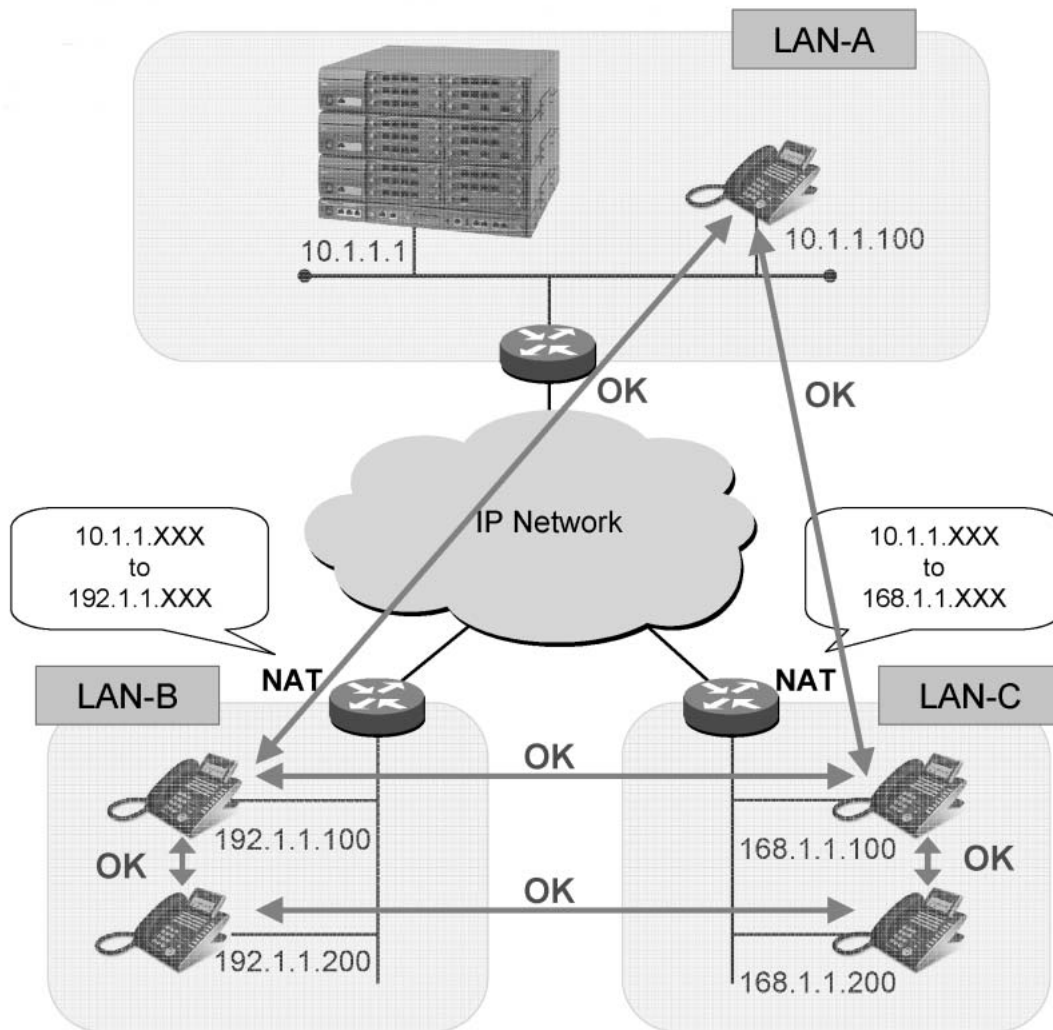 LAN-A
10.1.1.1
10.1.1.100
OK
OK
IP Network
10.1.1.XXX
to
192.1.1.XXX
10.1.1.XXX
to
168.1.1.XXX
NAT
NAT
LAN-B
LAN-C
OK
192.1.1.100
168.1.1.100
OK
OK
OK
192.1.1.200
168.1.1.200